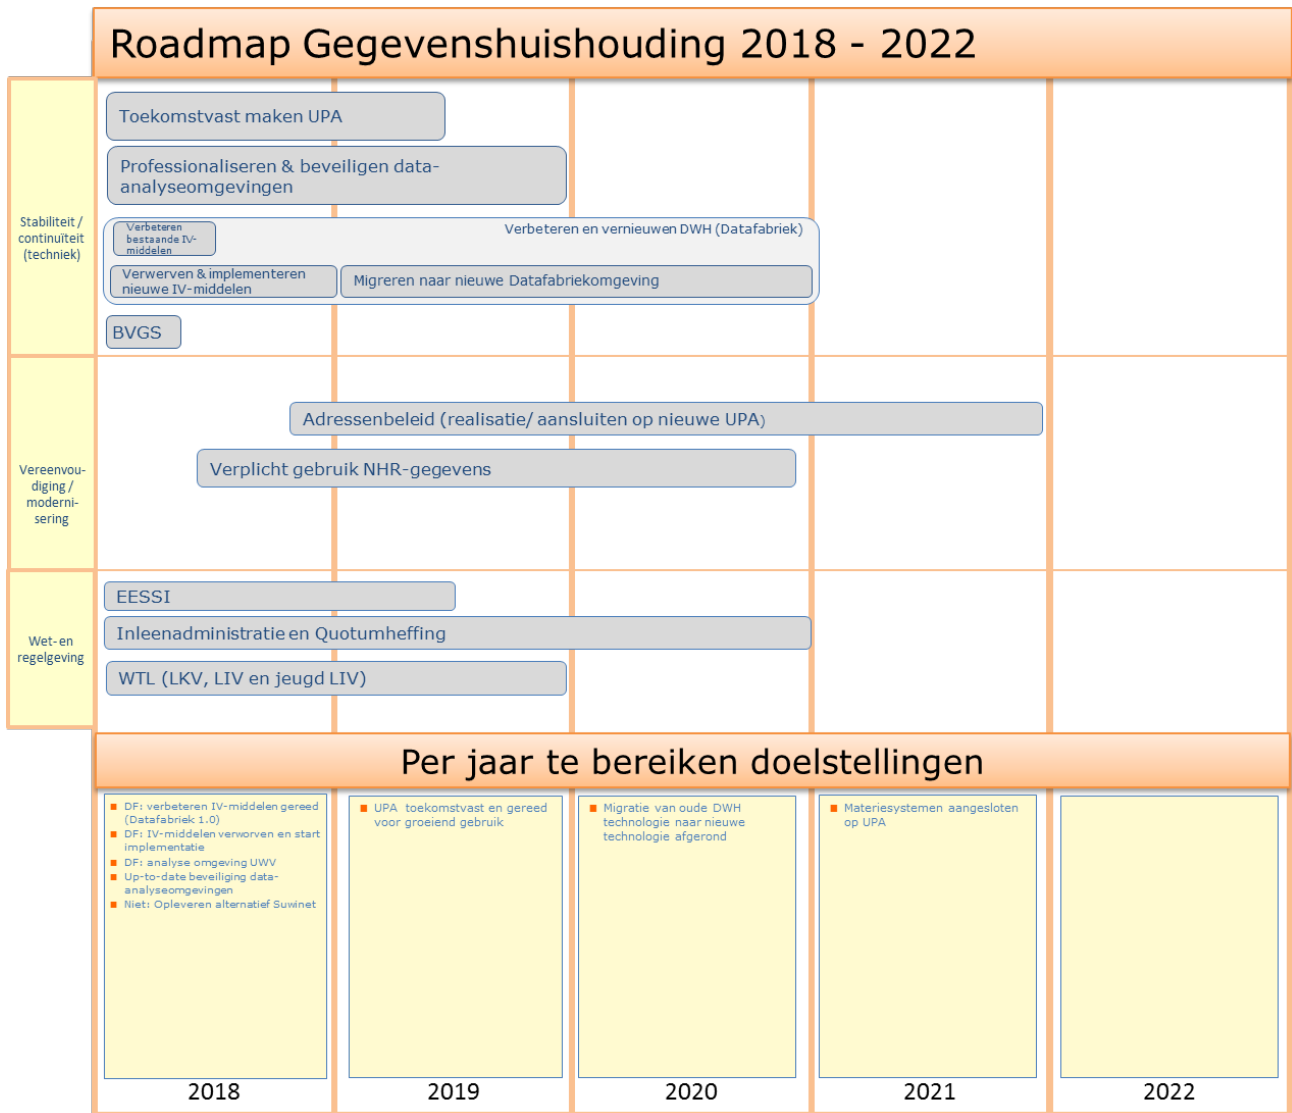 Roadmap Gegevenshuishouding 2018 - 2022
Stabiliteit /
continuïteit
(techniek)
Toekomstvast maken UPA
Professionaliseren & beveiligen data-
analyseomgevingen
Verbeteren en vernieuwen DWH (Datafabriek)
Verbeteren
bestaande IV-
middelen
Verwerven & implementeren
nieuwe IV-middelen
Migreren naar nieuwe Datafabriekomgeving
BVGS
Vereenvou-
diging /
moderni-
sering
Adressenbeleid (realisatie/ aansluiten op nieuwe UPA)
Verplicht gebruik NHR-gegevens
Wet- en
regelgeving
EESSI
Inleenadministratie en Quotumheffing
WTL (LKV, LIV en jeugd LIV)
Per jaar te bereiken doelstellingen
DF: verbeteren IV-middelen gereed
(Datafabriek 1.0)
DF: IV-middelen verworven en start
implementatie
DF: analyse omgeving UWV
Up-to-date beveiliging data-
analyseomgevingen
Niet: Opleveren alternatief Suwinet
UPA toekomstvast en gereed
voor groeiend gebruik
Migratie van oude DWH
technologie naar nieuwe
technologie afgerond
Materiesystemen aangesloten
op UPA
2018
2019
2020
2021
2022